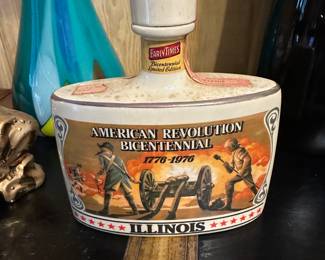 EARLY TIMES
Bicentennial
Limited Edition
AMERICAN REVOLUTION
BICENTENNIAL
1776-1976
ILLINOIS